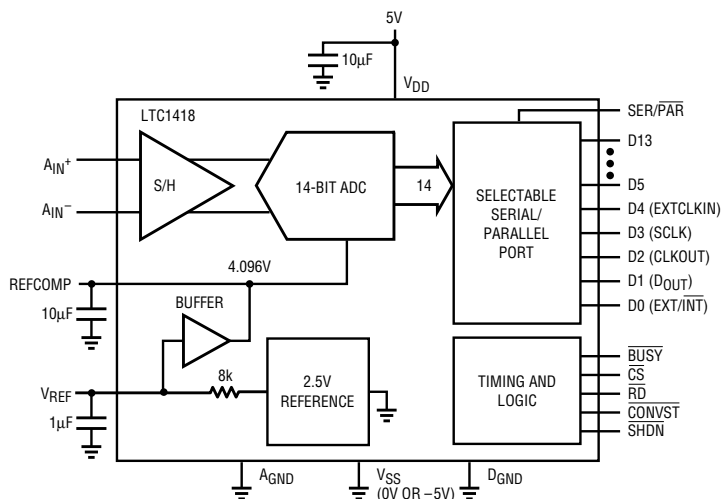 5V
10µF
VDD
LTC1418
SER/PAR
AIN+
S/H
14-BIT ADC
14
SELECTABLE
SERIAL/
PARALLEL
PORT
D13
D5
D4 (EXTCLKIN)
D3 (SCLK)
D2 (CLKOUT)
D1 (DOUT)
D0 (EXT/INT)
AIN–
4.096V
REFCOMP
10µF
BUFFER
VREF
1µF
8k
2.5V
REFERENCE
TIMING AND
LOGIC
BUSY
CS
RD
CONVST
SHDN
AGND
VSS
(0V OR –5V)
DGND